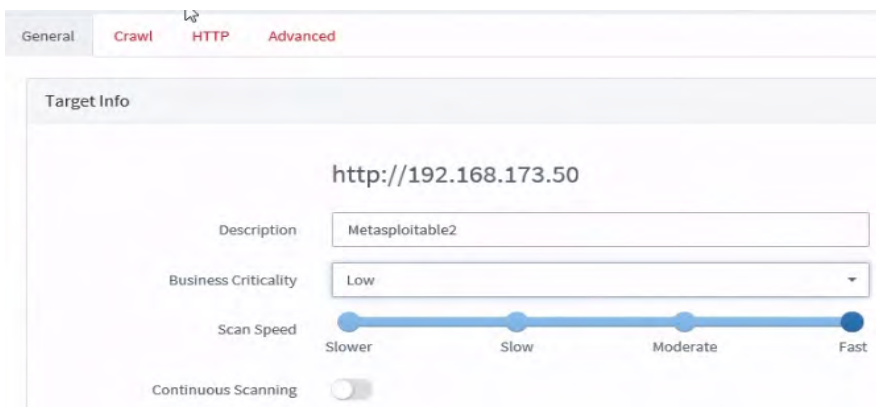 General Crawl HTTP Advanced
Target Info
http://192.168.173.50
Description Metasploitable2
Business Criticality Low
Scan Speed
Slower Slow Moderate Fast
Continuous Scanning